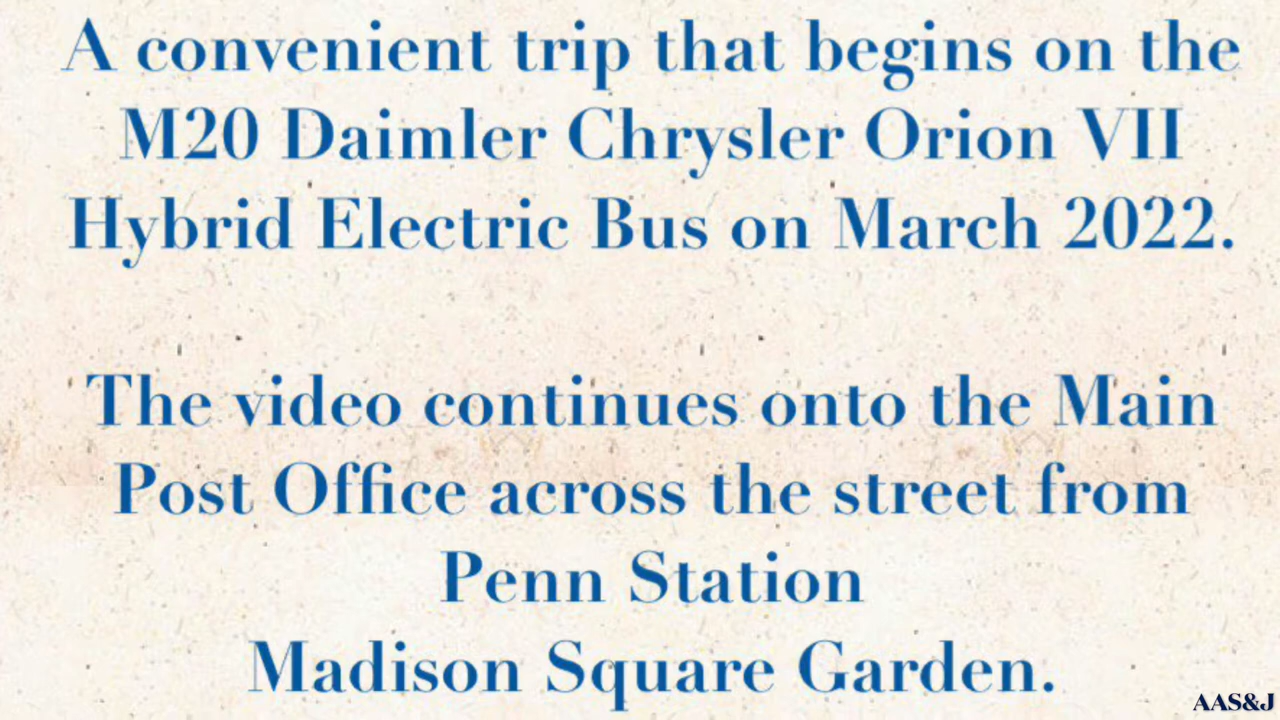 A convenient trip that begins on the
M20 Daimler Chrysler Orion VII
Hybrid Electric Bus on March 2022.
The video continues onto the Main
Post Office across the street from
Penn Station
Madison Square Garden.
AAS&J